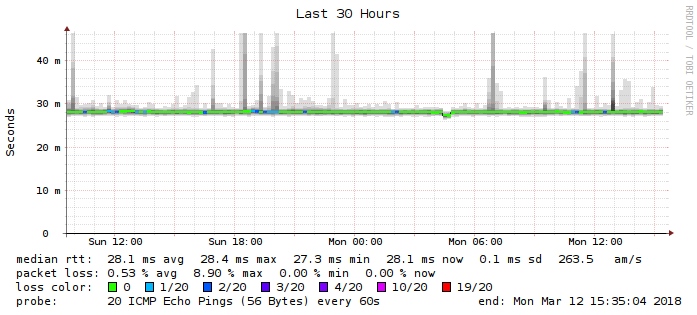 Last 30 Hours
RRDTOOL / TOBI OETIKER
Seconds
40 m
30 m
20 m
10 m
0
Sun 12:00 Sun 18:00 Mon 00:00 Mon 06:00 Mon 12:00
median rtt: 28.1 ms avg 28.4 ms max 27.3 ms min 28.1 ms now 0.1 ms sd 263.5 am/s
packet loss: 0.53 % avg 8.90 % max 0.00 % min 0.00 % now
loss color: 0 1/20 2/20 3/20 4/20 10/20 19/20
probe: 20 ICMP Echo Pings (56 Bytes) every 60s end: Mon Mar 12 15:35:04 2018